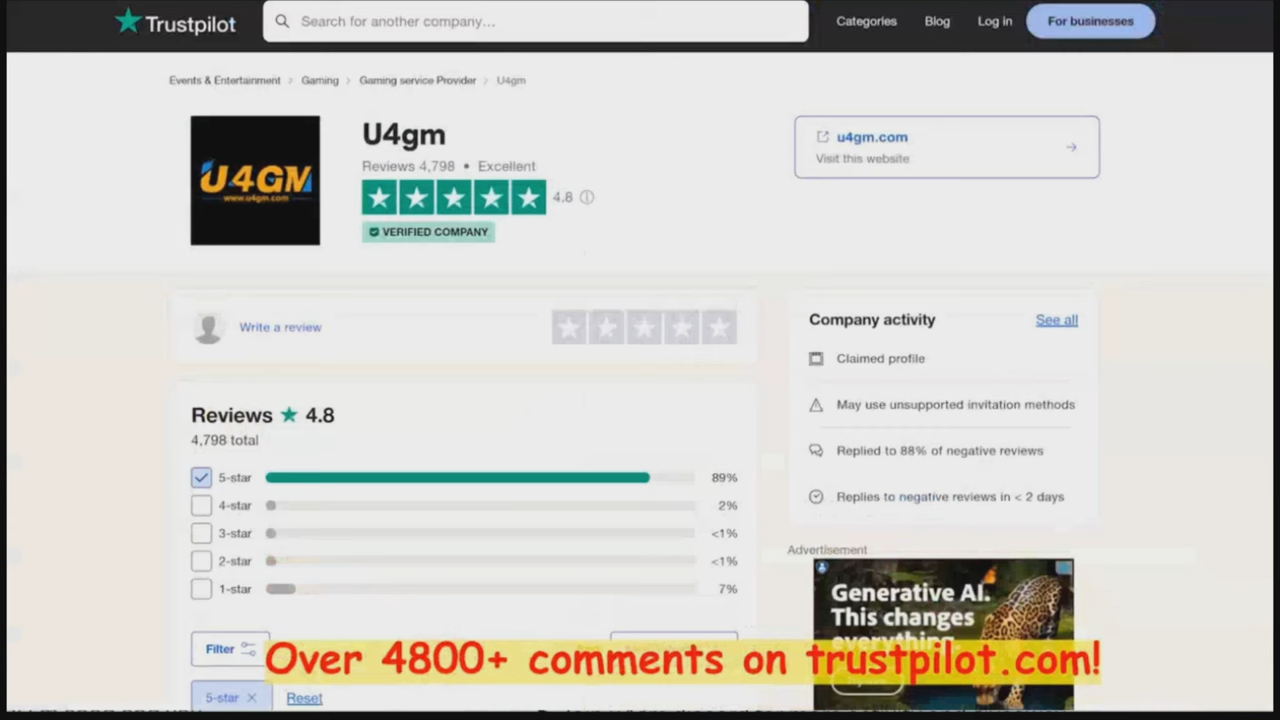 Trustpilot
Search for another company...
Categories
Blog
Log in
For businesses
Events & Entertainment > Gaming > Gaming service Provider > U4gm
U4GM
www.u4gm.com
U4gm
Reviews 4,798 • Excellent
4.8
VERIFIED COMPANY
u4gm.com
Visit this website
Write a review
Reviews ★ 4.8
4,798 total
5-star 89%
4-star 2%
3-star <1%
2-star <1%
1-star 7%
Filter
5-star ×
Reset
Company activity
See all
Claimed profile
May use unsupported invitation methods
Replied to 88% of negative reviews
Replies to negative reviews in < 2 days
Advertisement
Generative AI.
This changes
everything.
Over 4800+ comments on trustpilot.com!